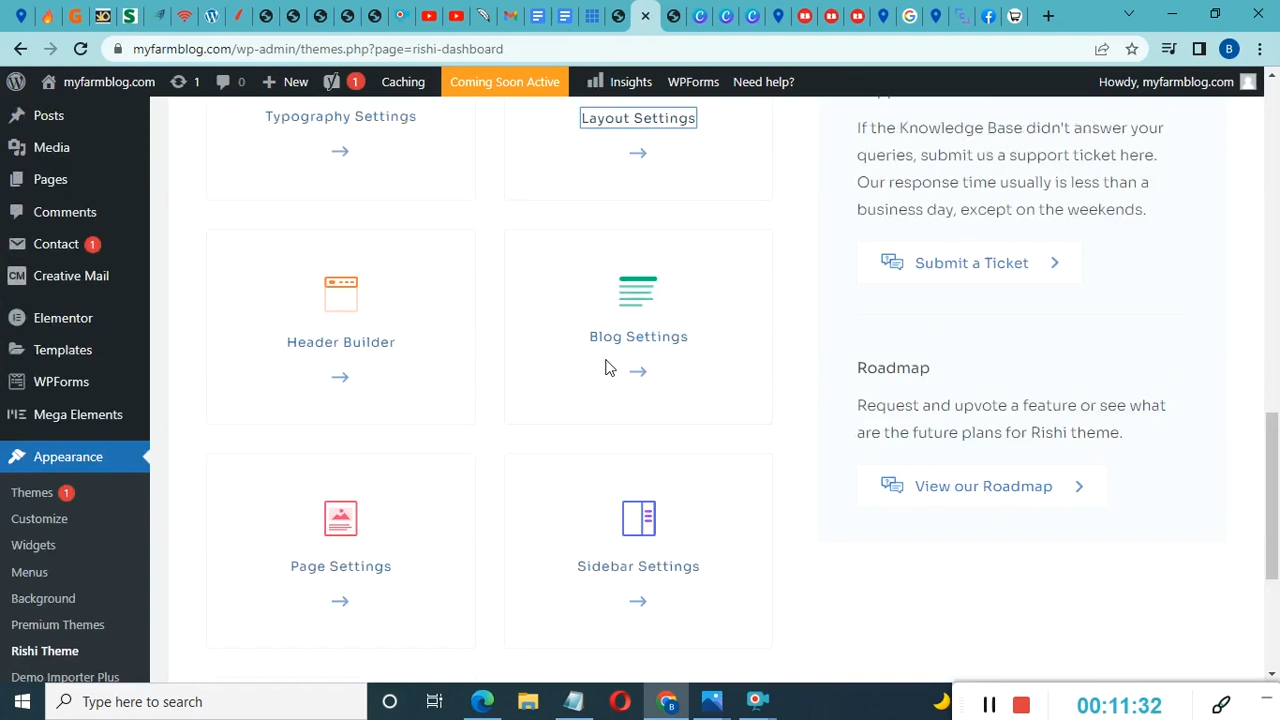 myfarmblog.com/wp-admin/themes.php?page=rishi-dashboard
B
myfarmblog.com
1
0
New
1
Caching
Coming Soon Active
Insights
WPForms
Need help?
Howdy, myfarmblog.com
Posts
Media
Pages
Comments
Contact 1
CM Creative Mail
Elementor
Templates
WPForms
Mega Elements
Appearance
Themes 1
Customize
Widgets
Menus
Background
Premium Themes
Rishi Theme
Demo Importer Plus
Typography Settings
Layout Settings
Header Builder
Blog Settings
Page Settings
Sidebar Settings
If the Knowledge Base didn't answer your
queries, submit us a support ticket here.
Our response time usually is less than a
business day, except on the weekends.
Submit a Ticket
Roadmap
Request and upvote a feature or see what
are the future plans for Rishi theme.
View our Roadmap
Type here to search
00:11:32